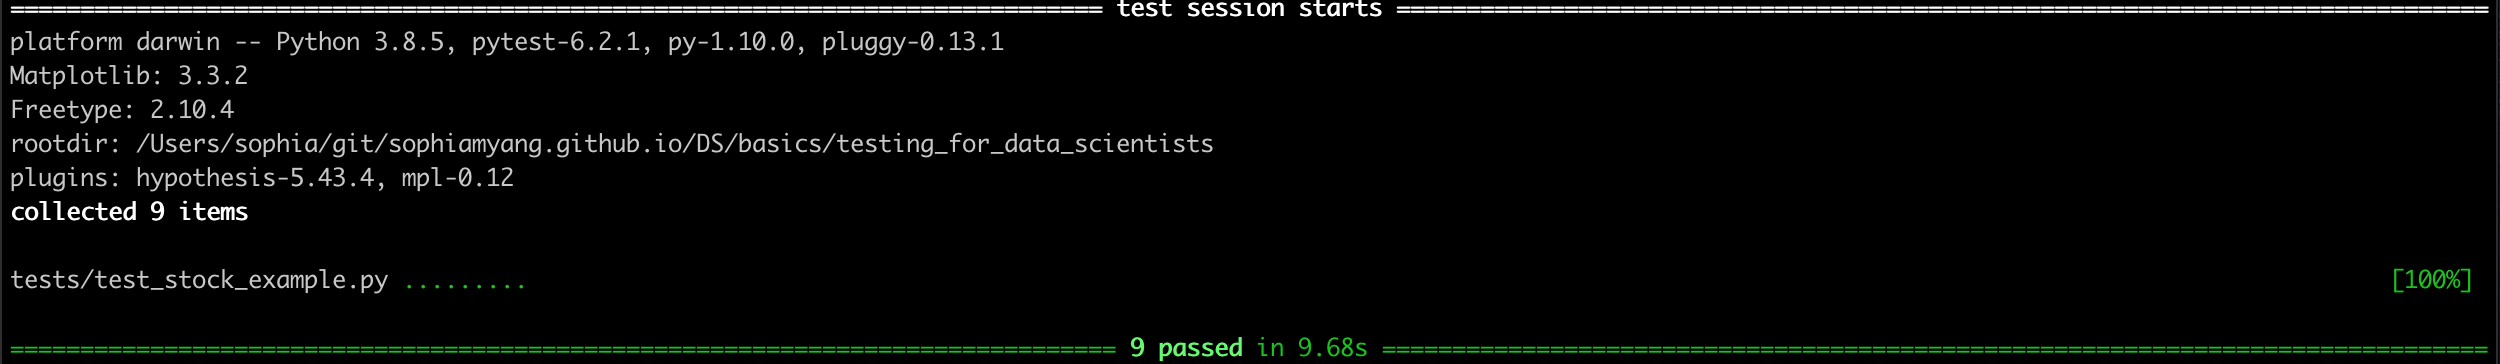 ============================== test session starts ==============================
platform darwin -- Python 3.8.5, pytest-6.2.1, py-1.10.0, pluggy-0.13.1
Matplotlib: 3.3.2
Freetype: 2.10.4
rootdir: /Users/sophia/git/sophiamyang.github.io/DS/basics/testing_for_data_scientists
plugins: hypothesis-5.43.4, mpl-0.12
collected 9 items
tests/test_stock_example.py ......... [100%]
============================== 9 passed in 9.68s ==============================